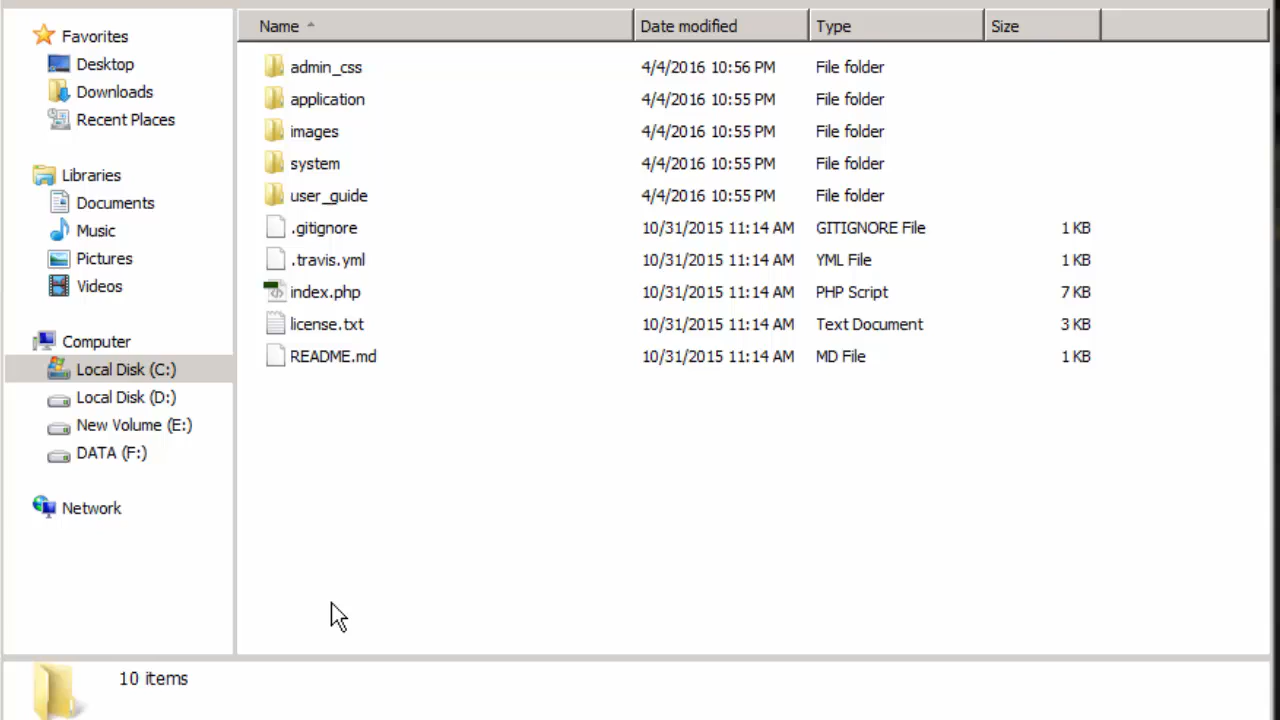 Favorites
Desktop
Downloads
Recent Places
Libraries
Documents
Music
Pictures
Videos
Computer
Local Disk (C:)
Local Disk (D:)
New Volume (E:)
DATA (F:)
Network
Name Date modified Type Size
admin_css 4/4/2016 10:56 PM File folder
application 4/4/2016 10:55 PM File folder
images 4/4/2016 10:55 PM File folder
system 4/4/2016 10:55 PM File folder
user_guide 4/4/2016 10:55 PM File folder
.gitignore 10/31/2015 11:14 AM GITIGNORE File 1 KB
.travis.yml 10/31/2015 11:14 AM YML File 1 KB
index.php 10/31/2015 11:14 AM PHP Script 7 KB
license.txt 10/31/2015 11:14 AM Text Document 3 KB
README.md 10/31/2015 11:14 AM MD File 1 KB
10 items